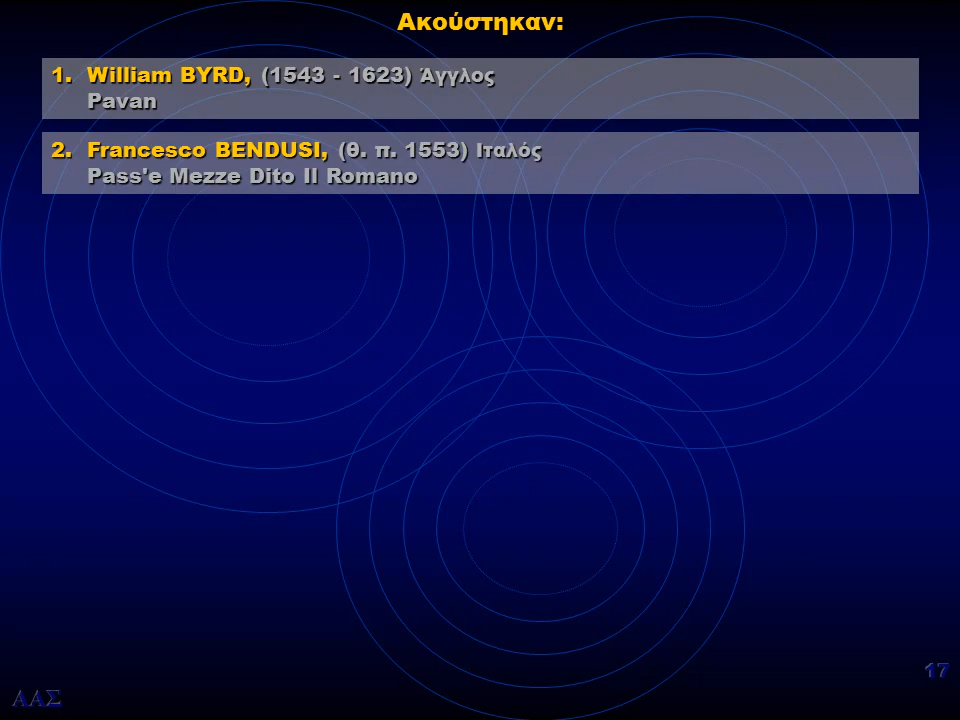 Ακούστηκαν:
1. William BYRD, (1543 - 1623) Άγγλος
Pavan
2. Francesco BENDUSI, (θ. π. 1553) Ιταλός
Pass'e Mezze Dito Il Romano
17
ΑΑΣ